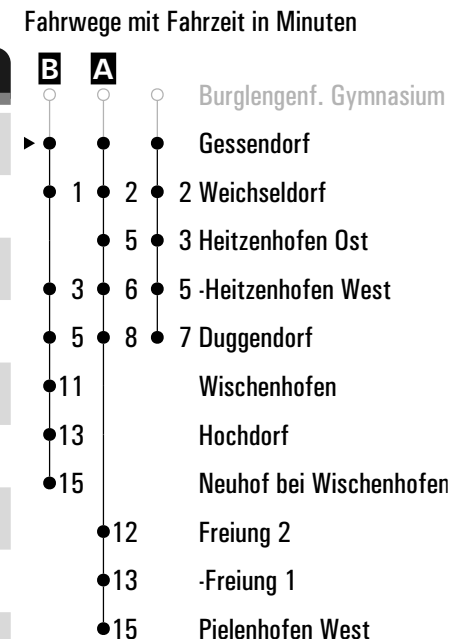 Fahrwege mit Fahrzeit in Minuten
B A
Burglengenf. Gymnasium
Gessendorf
1 2 2 Weichseldorf
5 3 Heitzenhofen Ost
3 6 5 -Heitzenhofen West
5 8 7 Duggendorf
11 Wischenhofen
13 Hochdorf
15 Neuhof bei Wischenhofen
12 Freiung 2
13 -Freiung 1
15 Pielenhofen West